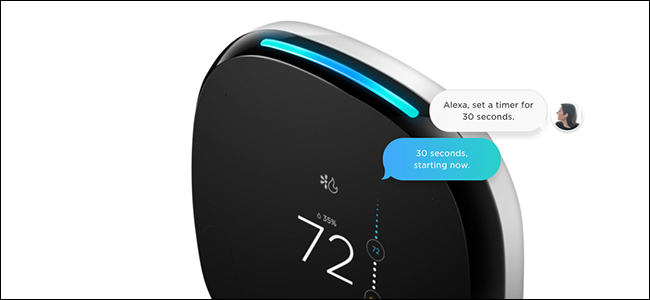 Alexa, set a timer for
30 seconds.
30 seconds,
starting now.
35%
72
72